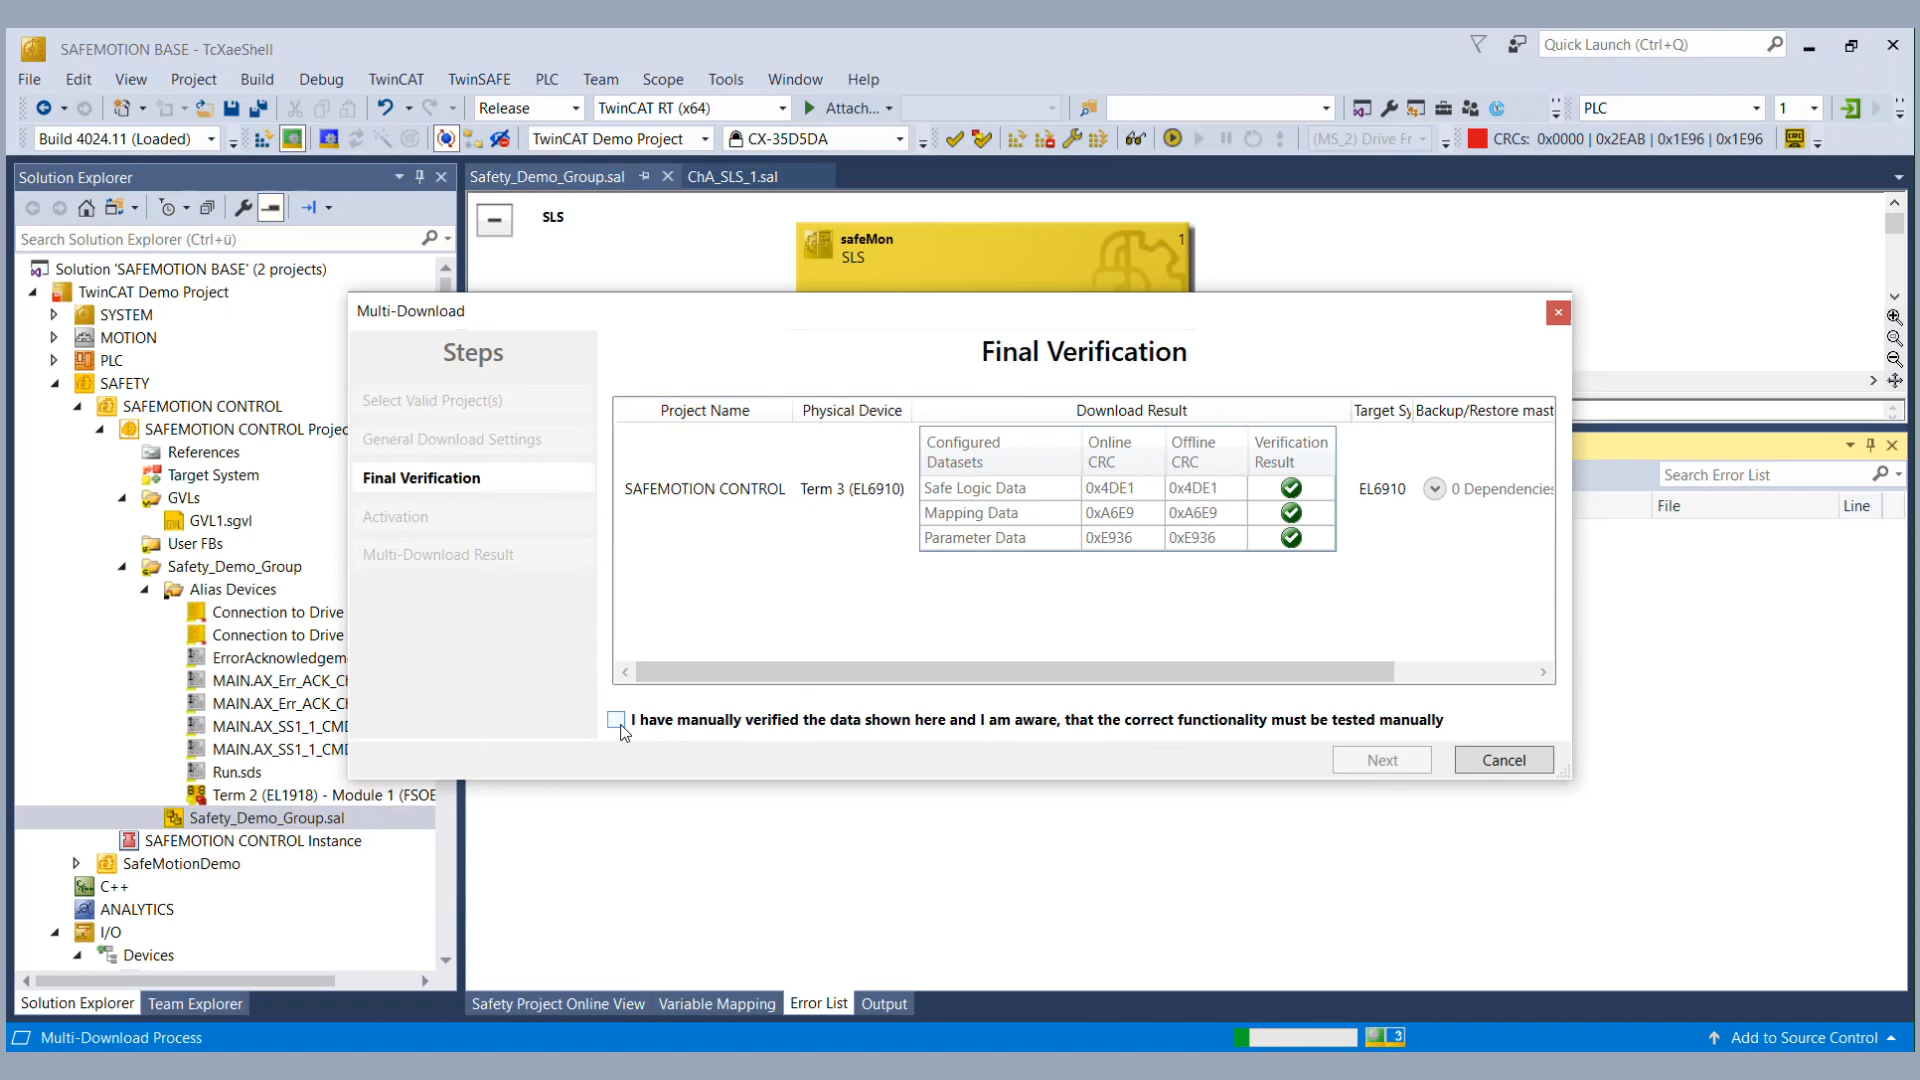 SAFEMOTION BASE - TcXaeShell
Quick Launch (Ctrl+Q)
File Edit View Project Build Debug TwinCAT TwinSAFE PLC Team Scope Tools Window Help
Release TwinCAT RT (x64) Attach... PLC 1
Build 4024.11 (Loaded) TwinCAT Demo Project CX-35D5DA (MS_2) Drive Fr CRCs: 0x0000 | 0x2EAB | 0x1E96 | 0x1E96
Solution Explorer
Search Solution Explorer (Ctrl+ü)
Solution 'SAFEMOTION BASE' (2 projects)
TwinCAT Demo Project
SYSTEM
MOTION
PLC
SAFETY
SAFEMOTION CONTROL
SAFEMOTION CONTROL Projec
References
Target System
GVLs
GVL1.sgvl
User FBs
Safety_Demo_Group
Alias Devices
Connection to Drive
Connection to Drive
ErrorAcknowledgem
MAIN.AX_Err_ACK_Ch
MAIN.AX_Err_ACK_Ch
MAIN.AX_SS1_1_CMD
MAIN.AX_SS1_1_CMD
Run.sds
Term 2 (EL1918) - Module 1 (FSOE
Safety_Demo_Group.sal
SAFEMOTION CONTROL Instance
SafeMotionDemo
C++
ANALYTICS
I/O
Devices
Solution Explorer Team Explorer
Safety_Demo_Group.sal ChA_SLS_1.sal
SLS
safeMon 1
SLS
Multi-Download
Steps
Select Valid Project(s)
General Download Settings
Final Verification
Activation
Multi-Download Result
Final Verification
Project Name Physical Device Download Result Target Sy Backup/Restore mast
Configured Datasets Online CRC Offline CRC Verification Result
SAFEMOTION CONTROL Term 3 (EL6910) EL6910 0 Dependencies
Safe Logic Data 0x4DE1 0x4DE1
Mapping Data 0xA6E9 0xA6E9
Parameter Data 0xE936 0xE936
I have manually verified the data shown here and I am aware, that the correct functionality must be tested manually
Next Cancel
Search Error List
File Line
Safety Project Online View Variable Mapping Error List Output
Multi-Download Process 3 Add to Source Control